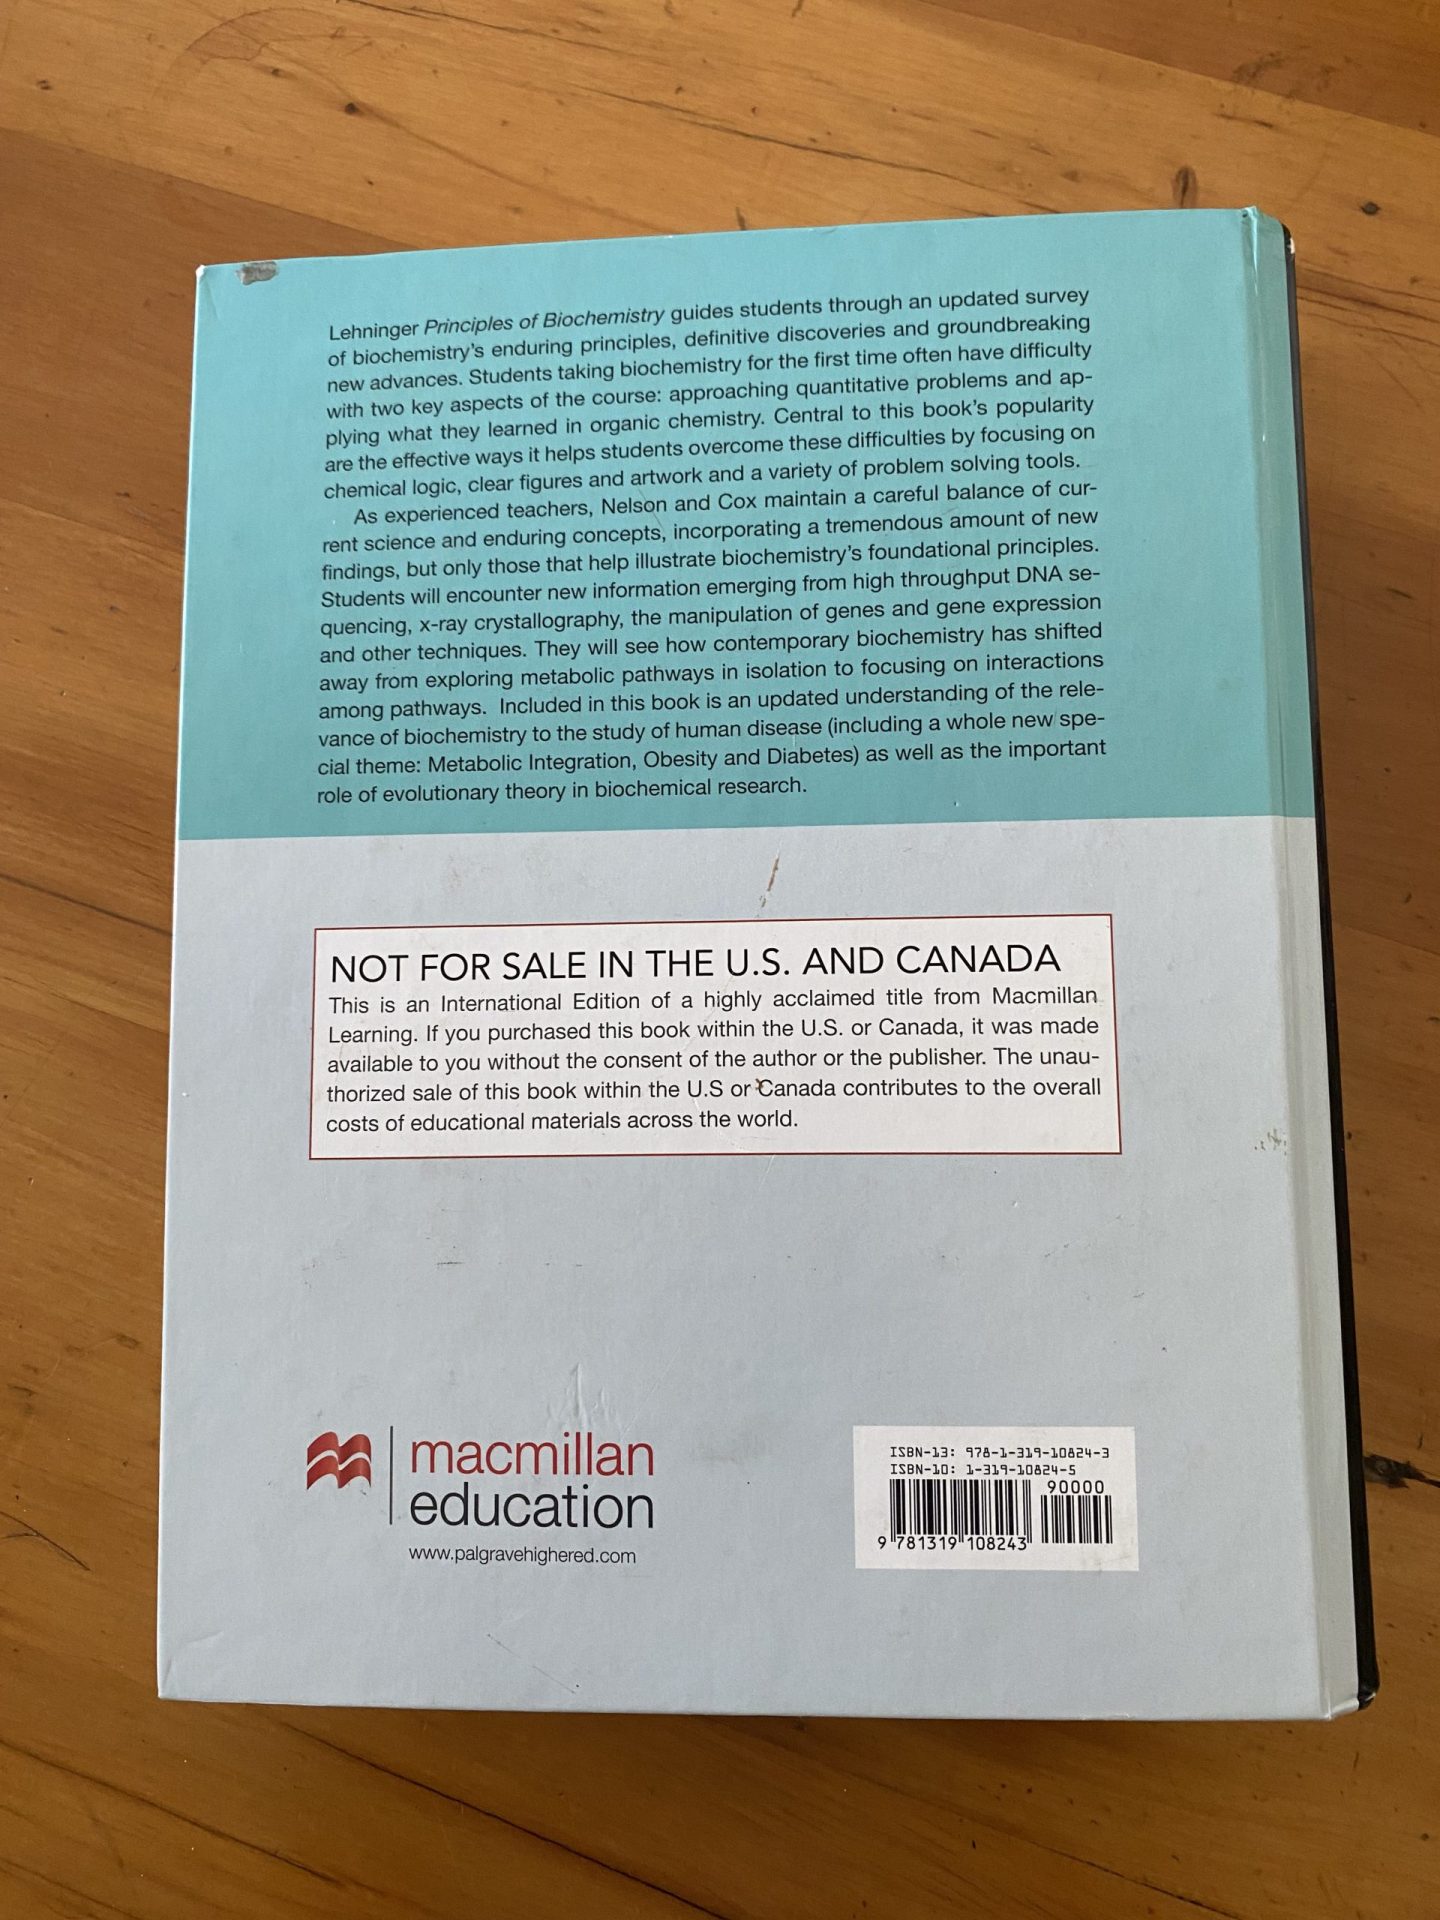 Lehninger Principles of Biochemistry guides students through an updated survey
of biochemistry's enduring principles, definitive discoveries and groundbreaking
new advances. Students taking biochemistry for the first time often have difficulty
with two key aspects of the course: approaching quantitative problems and ap-
plying what they learned in organic chemistry. Central to this book's popularity
are the effective ways it helps students overcome these difficulties by focusing on
chemical logic, clear figures and artwork and a variety of problem solving tools.
As experienced teachers, Nelson and Cox maintain a careful balance of cur-
rent science and enduring concepts, incorporating a tremendous amount of new
findings, but only those that help illustrate biochemistry's foundational principles.
Students will encounter new information emerging from high throughput DNA se-
quencing, x-ray crystallography, the manipulation of genes and gene expression
and other techniques. They will see how contemporary biochemistry has shifted
away from exploring metabolic pathways in isolation to focusing on interactions
among pathways. Included in this book is an updated understanding of the rele-
vance of biochemistry to the study of human disease (including a whole new spe-
cial theme: Metabolic Integration, Obesity and Diabetes) as well as the important
role of evolutionary theory in biochemical research.
NOT FOR SALE IN THE U.S. AND CANADA
This is an International Edition of a highly acclaimed title from Macmillan
Learning. If you purchased this book within the U.S. or Canada, it was made
available to you without the consent of the author or the publisher. The unau-
thorized sale of this book within the U.S or Canada contributes to the overall
costs of educational materials across the world.
macmillan
education
www.palgravehighered.com
ISBN-13: 978-1-319-10824-3
ISBN-10: 1-319-10824-5
90000
9 781319 108243